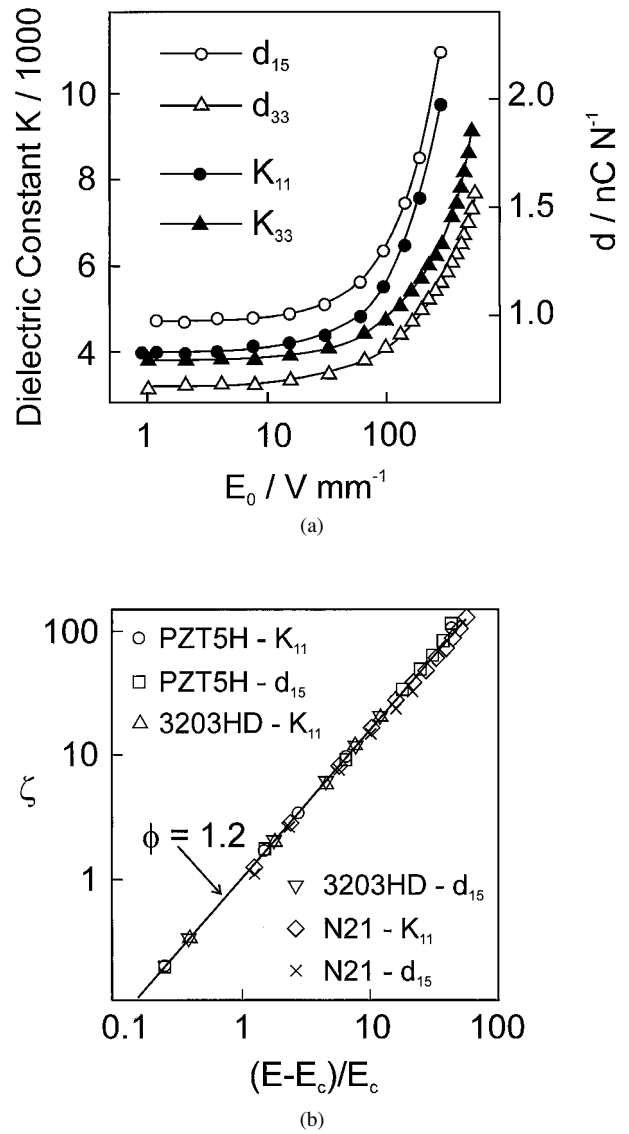 Dielectric Constant K / 1000
10
8
6
4
d₁₅
d₃₃
K₁₁
K₃₃
2.0
1.5
1.0
d / nC N⁻¹
1
10
100
E₀ / V mm⁻¹
(a)
100
10
1
ζ
PZT5H - K₁₁
PZT5H - d₁₅
3203HD - K₁₁
ϕ = 1.2
3203HD - d₁₅
N21 - K₁₁
N21 - d₁₅
0.1
1
10
100
(E-E꜀)/E꜀
(b)